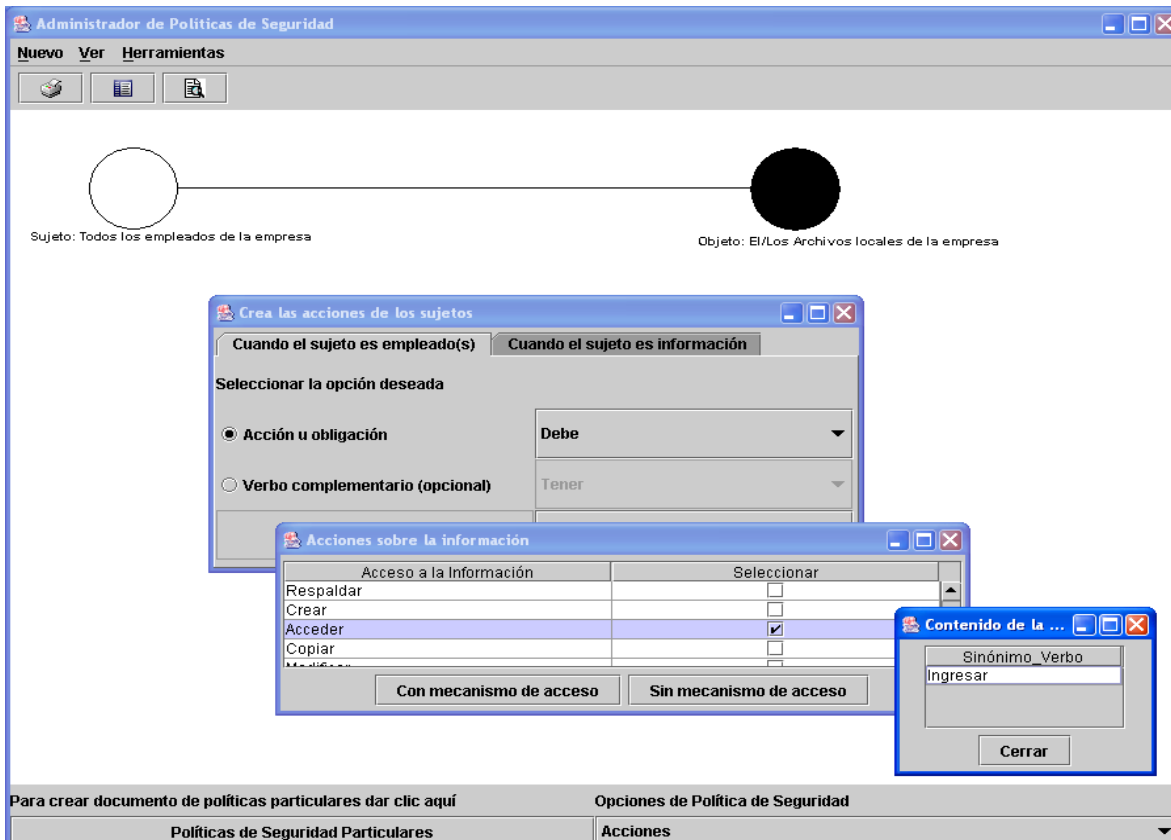 Administrador de Políticas de Seguridad
Nuevo Ver Herramientas
Sujeto: Todos los empleados de la empresa
Objeto: El/Los Archivos locales de la empresa
Crea las acciones de los sujetos
Cuando el sujeto es empleado(s) Cuando el sujeto es información
Seleccionar la opción deseada
Acción u obligación Debe
Verbo complementario (opcional) Tener
Acciones sobre la información
Acceso a la Información Seleccionar
Respaldar
Crear
Acceder
Copiar
Modificar
Con mecanismo de acceso Sin mecanismo de acceso
Contenido de la ...
Sinónimo_Verbo
Ingresar
Cerrar
Para crear documento de políticas particulares dar clic aquí Opciones de Política de Seguridad
Políticas de Seguridad Particulares Acciones